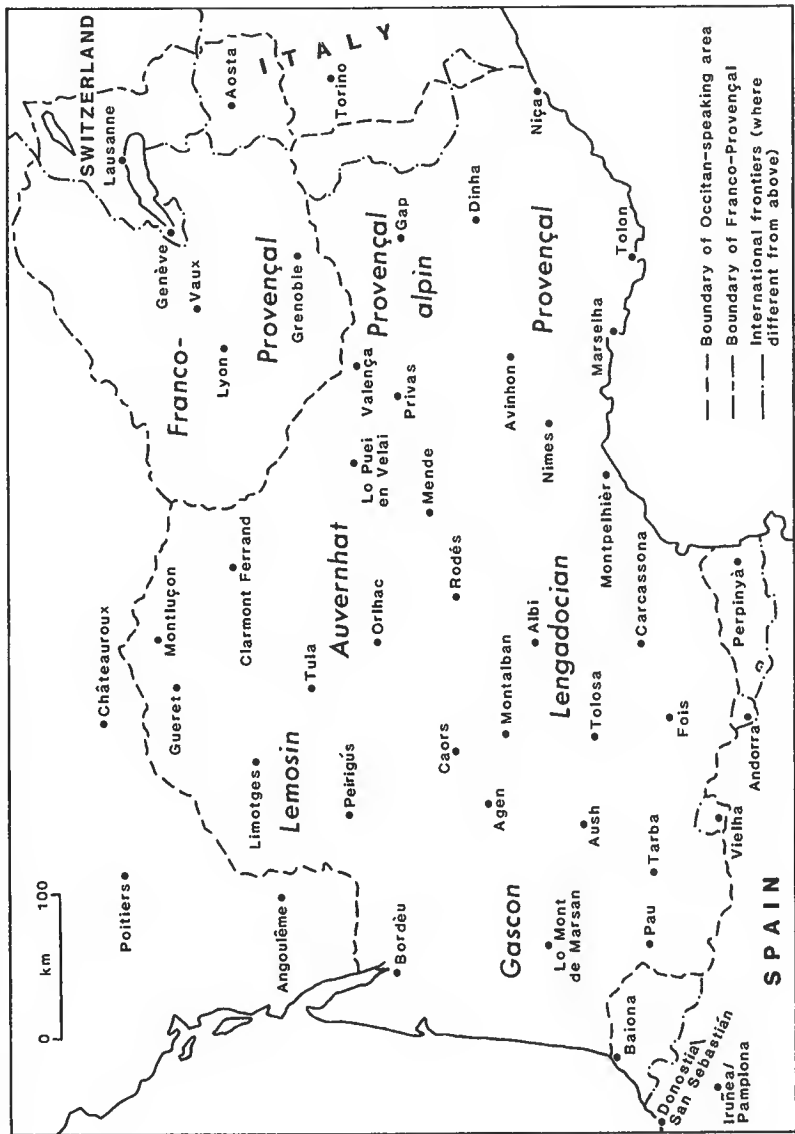 0 km 100
Poitiers
Châteauroux
Montluçon
Gueret
Clarmont Ferrand
Limotges
Tula
Lemosin
Peirigús
Angoulême
Bordèu
Auvernhat
Orlhac
Lo Puei
en Velai
Mende
Rodés
Caors
Agen
Montalban
Albi
Lengadocian
Tolosa
Aush
Gascon
Lo Mont
de Marsan
Tarba
Pau
Baiona
Donostia/
San Sebastián
Iruñea/
Pamplona
SPAIN
Vielha
Andorra
Fois
Carcassona
Perpinyà
Montpelhièr
Nimes
Avinhon
Marselha
Tolon
Provençal
Dinha
Niça
Provençal
alpin
Gap
Privas
Valença
Grenoble
Franco-
Provençal
Lyon
Vaux
Genève
Lausanne
SWITZERLAND
Aosta
Torino
ITALY
Boundary of Occitan-speaking area
Boundary of Franco-Provençal
International frontiers (where
different from above)